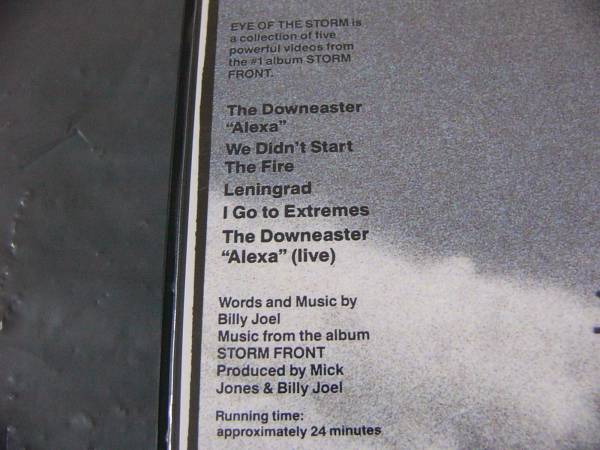 EYE OF THE STORM is
a collection of five
powerful videos from
the #1 album STORM
FRONT.
The Downeaster
“Alexa”
We Didn't Start
The Fire
Leningrad
I Go to Extremes
The Downeaster
“Alexa” (live)
Words and Music by
Billy Joel
Music from the album
STORM FRONT
Produced by Mick
Jones & Billy Joel
Running time:
approximately 24 minutes